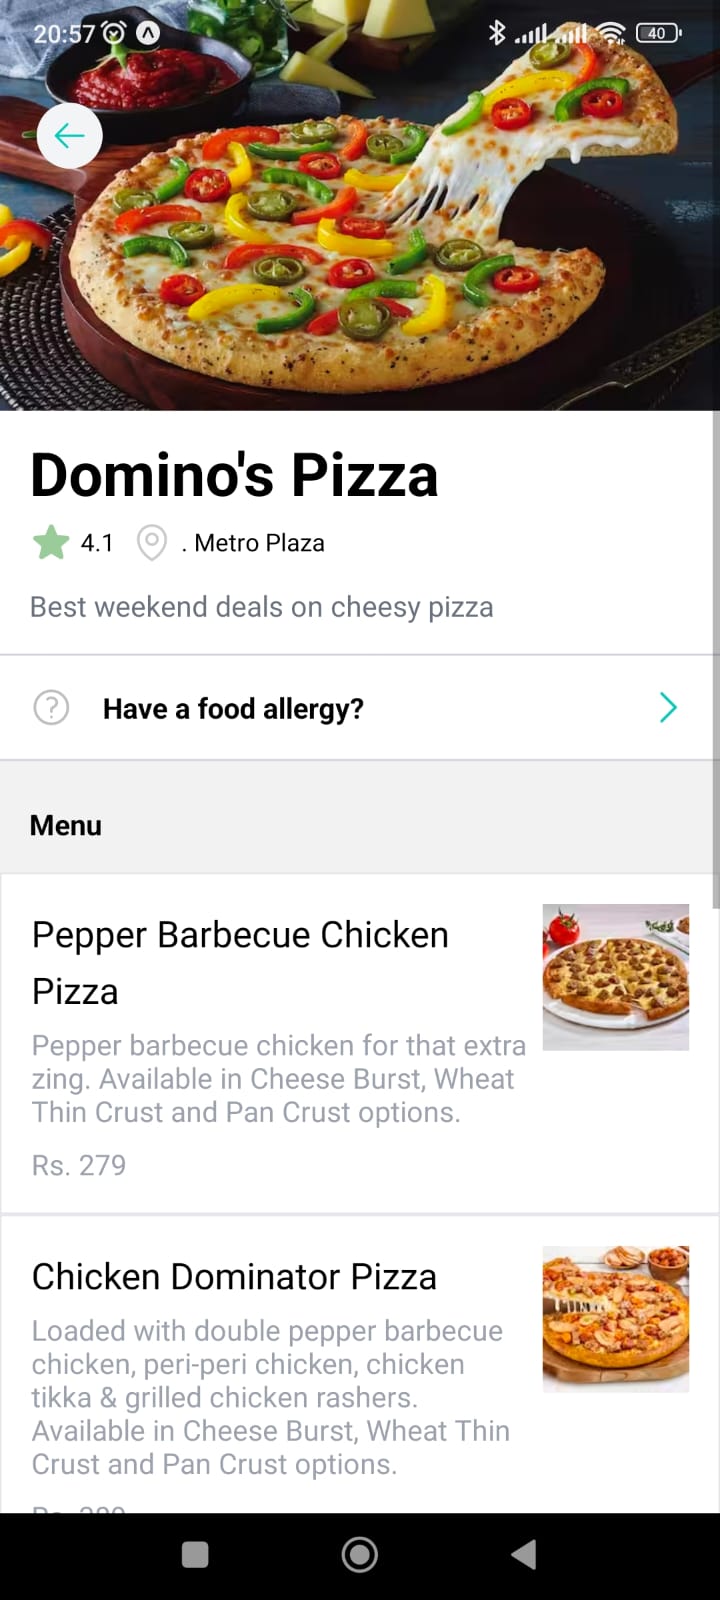 20:57
40
Domino's Pizza
4.1 . Metro Plaza
Best weekend deals on cheesy pizza
? Have a food allergy?
Menu
Pepper Barbecue Chicken
Pizza
Pepper barbecue chicken for that extra
zing. Available in Cheese Burst, Wheat
Thin Crust and Pan Crust options.
Rs. 279
Chicken Dominator Pizza
Loaded with double pepper barbecue
chicken, peri-peri chicken, chicken
tikka & grilled chicken rashers.
Available in Cheese Burst, Wheat Thin
Crust and Pan Crust options.